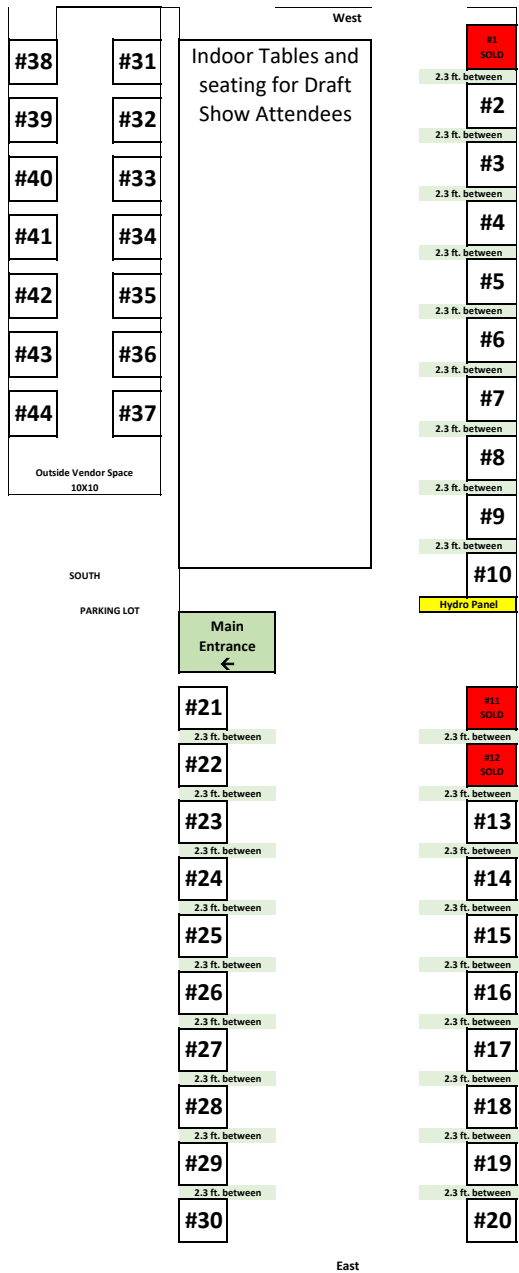 West
#38
#31
Indoor Tables and
seating for Draft
Show Attendees
#1
SOLD
2.3 ft. between
#39
#32
#2
2.3 ft. between
#40
#33
#3
2.3 ft. between
#41
#34
#4
2.3 ft. between
#42
#35
#5
2.3 ft. between
#43
#36
#6
2.3 ft. between
#44
#37
#7
2.3 ft. between
Outside Vendor Space
10X10
#8
2.3 ft. between
#9
2.3 ft. between
SOUTH
#10
PARKING LOT
Hydro Panel
Main
Entrance
←
#21
#11
SOLD
2.3 ft. between
2.3 ft. between
#22
#12
SOLD
2.3 ft. between
2.3 ft. between
#23
#13
2.3 ft. between
2.3 ft. between
#24
#14
2.3 ft. between
2.3 ft. between
#25
#15
2.3 ft. between
2.3 ft. between
#26
#16
2.3 ft. between
2.3 ft. between
#27
#17
2.3 ft. between
2.3 ft. between
#28
#18
2.3 ft. between
2.3 ft. between
#29
#19
2.3 ft. between
2.3 ft. between
#30
#20
East